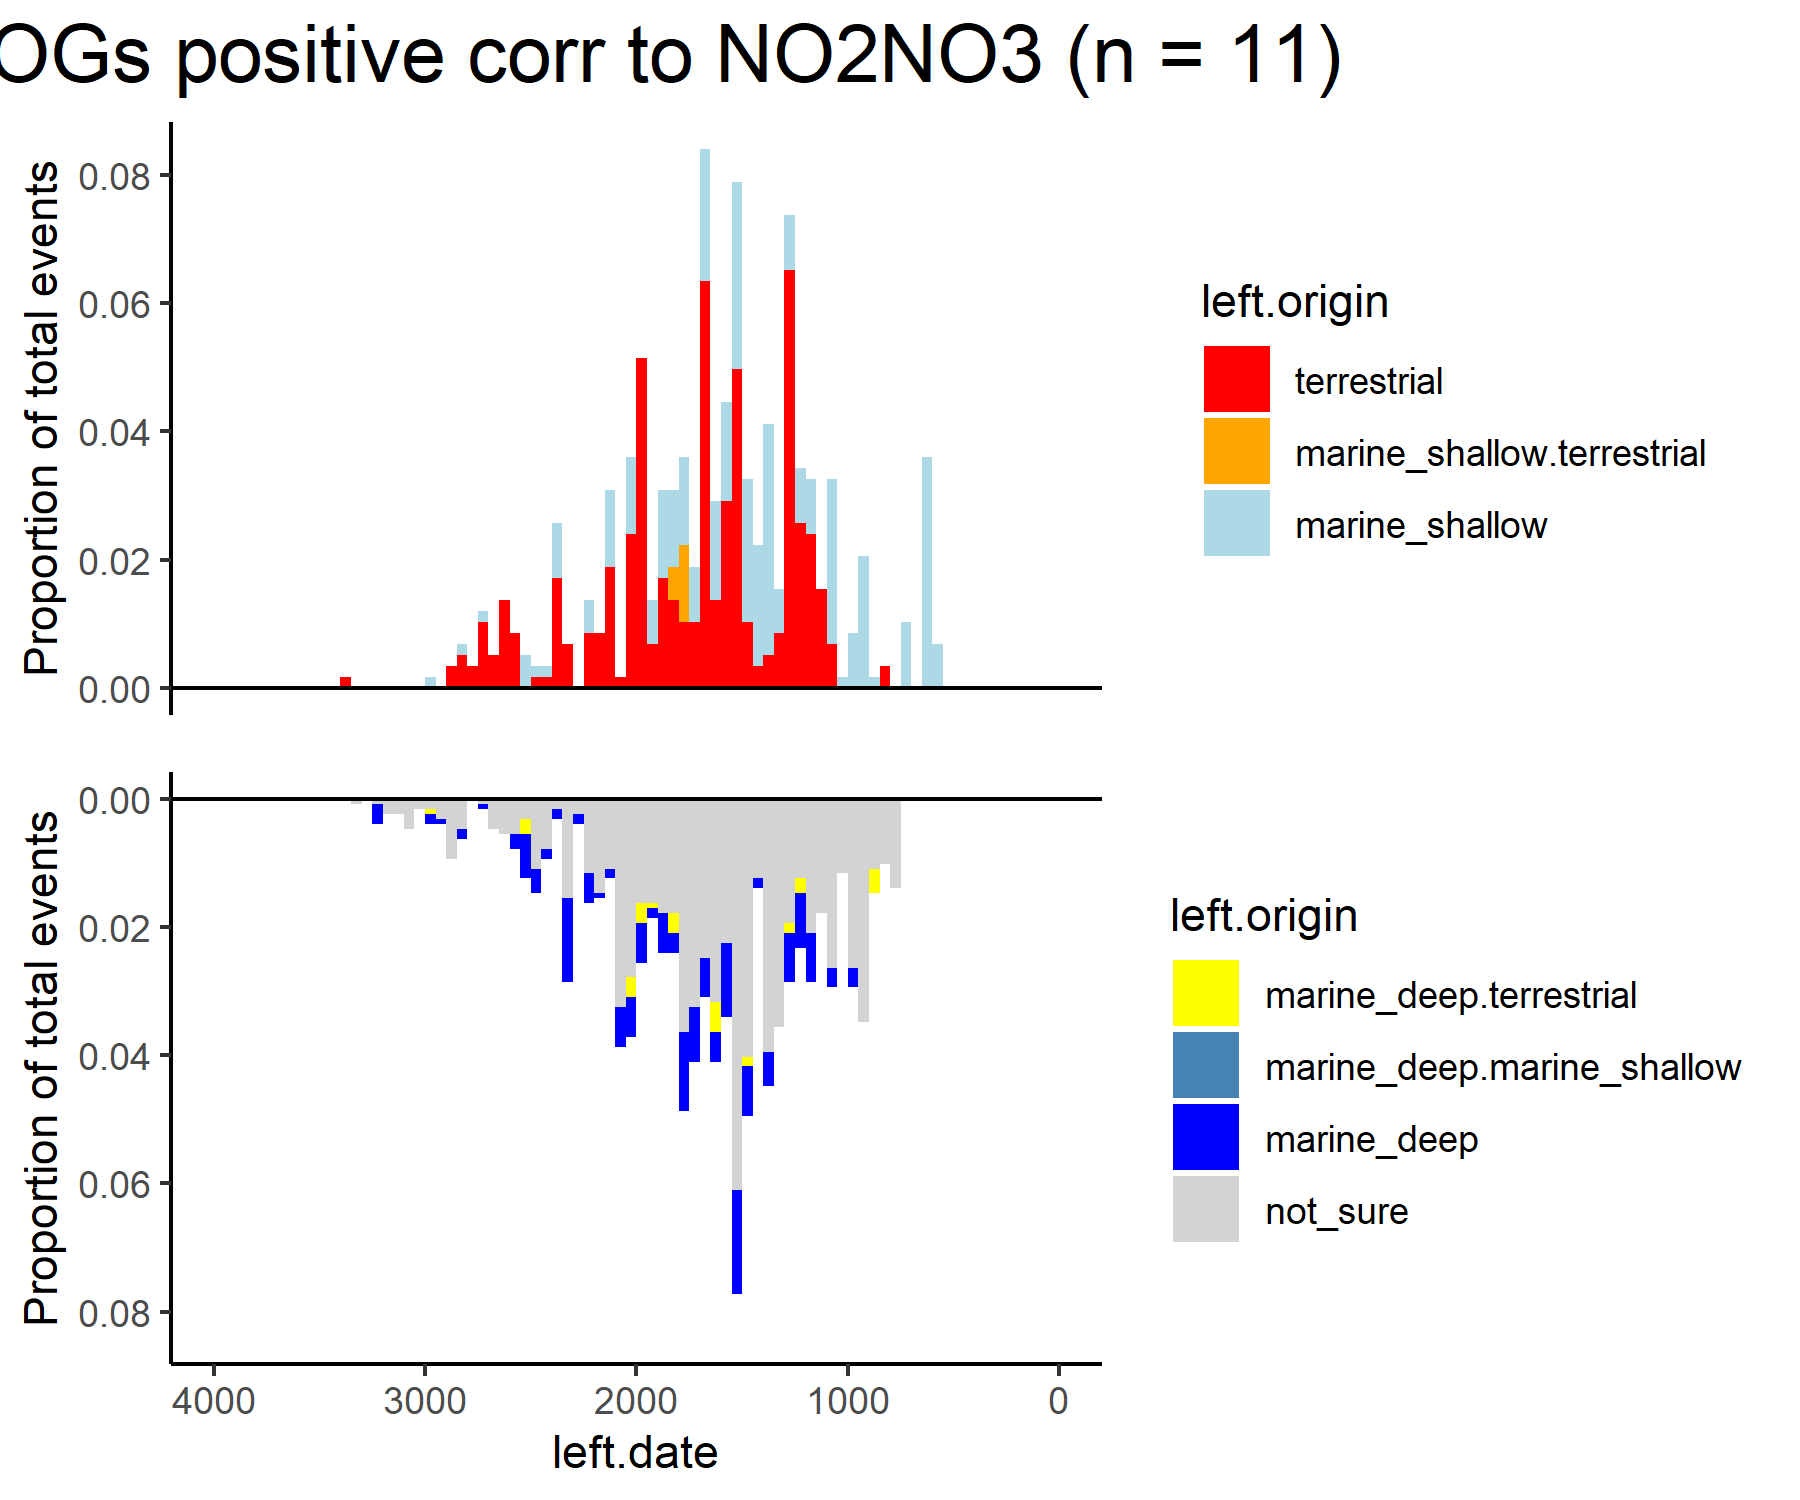 OGs positive corr to NO2NO3 (n = 11)
Proportion of total events
0.08
0.06
0.04
0.02
0.00
left.origin
terrestrial
marine_shallow.terrestrial
marine_shallow
Proportion of total events
0.00
0.02
0.04
0.06
0.08
4000 3000 2000 1000 0
left.date
left.origin
marine_deep.terrestrial
marine_deep.marine_shallow
marine_deep
not_sure